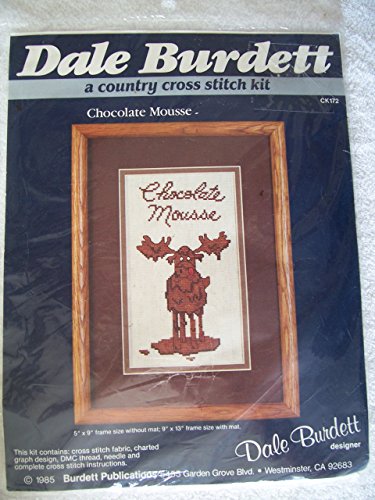 Dale Burdett
a country cross stitch kit
CK172
Chocolate Mousse
Chocolate
Mousse
5" x 9" frame size without mat; 9" x 13" frame size with mat.
This kit contains: cross stitch fabric, charted
graph design, DMC thread, needle and
complete cross stitch instructions.
Dale Burdett
designer
© 1985 Burdett Publications Garden Grove Blvd. • Westminster, CA 92683